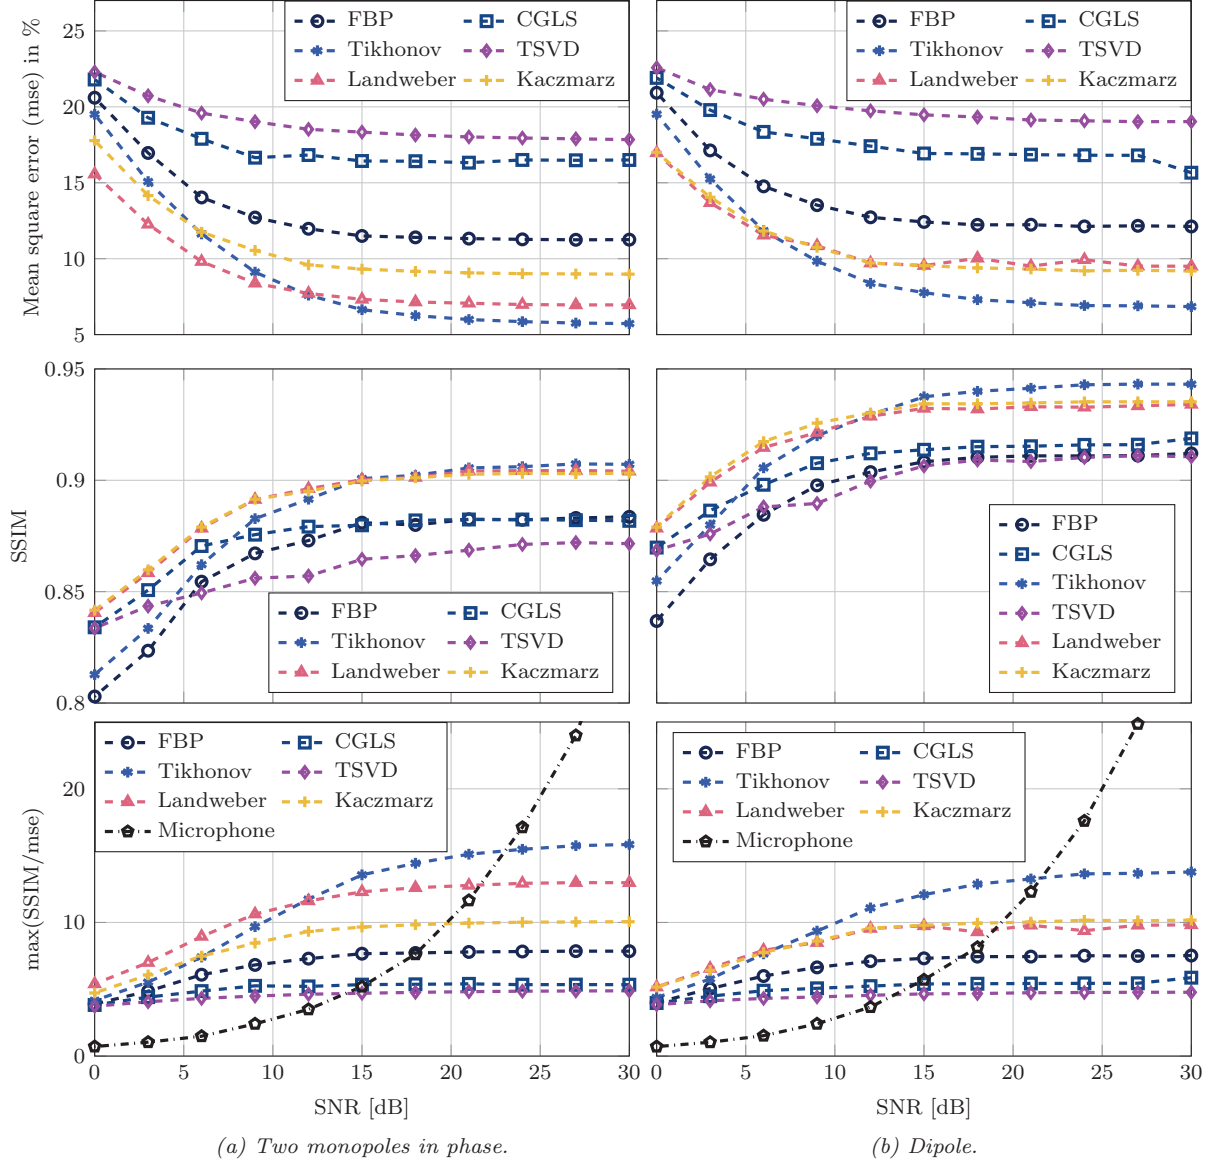 Mean square error (mse) in %
25
20
15
10
5
FBP CGLS
Tikhonov TSVD
Landweber Kaczmarz
FBP CGLS
Tikhonov TSVD
Landweber Kaczmarz
SSIM
0.95
0.9
0.85
0.8
FBP CGLS
Tikhonov TSVD
Landweber Kaczmarz
FBP
CGLS
Tikhonov
TSVD
Landweber
Kaczmarz
max(SSIM/mse)
20
10
0
FBP CGLS
Tikhonov TSVD
Landweber Kaczmarz
Microphone
FBP CGLS
Tikhonov TSVD
Landweber Kaczmarz
Microphone
0 5 10 15 20 25 30
0 5 10 15 20 25 30
SNR [dB]
SNR [dB]
(a) Two monopoles in phase.
(b) Dipole.